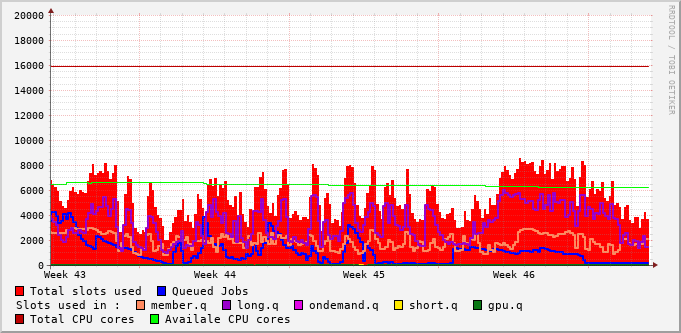 20000
18000
16000
14000
12000
10000
8000
6000
4000
2000
0
Week 43 Week 44 Week 45 Week 46
Total slots used Queued Jobs
Slots used in : member.q long.q ondemand.q short.q gpu.q
Total CPU cores Availale CPU cores
RRDTOOL / TOBI OETIKER